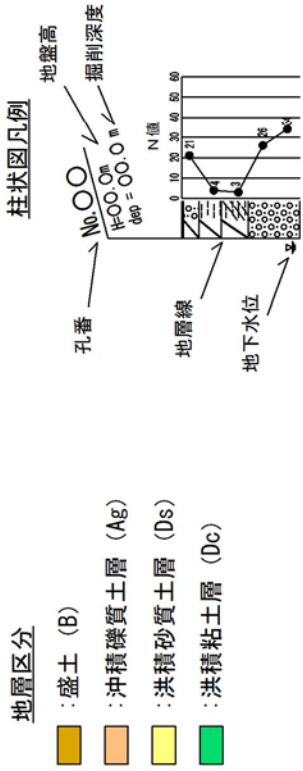 地層区分
:盛土 (B)
:沖積礫質土層 (Ag)
:洪積砂質土層 (Ds)
:洪積粘土層 (Dc)
柱状図凡例
孔番
No.〇〇
H=〇〇.〇m
dep = 〇〇.〇 m
地盤高
掘削深度
N値
0 10 20 30 40 50 60
21
4
3
26
34
地層線
地下水位